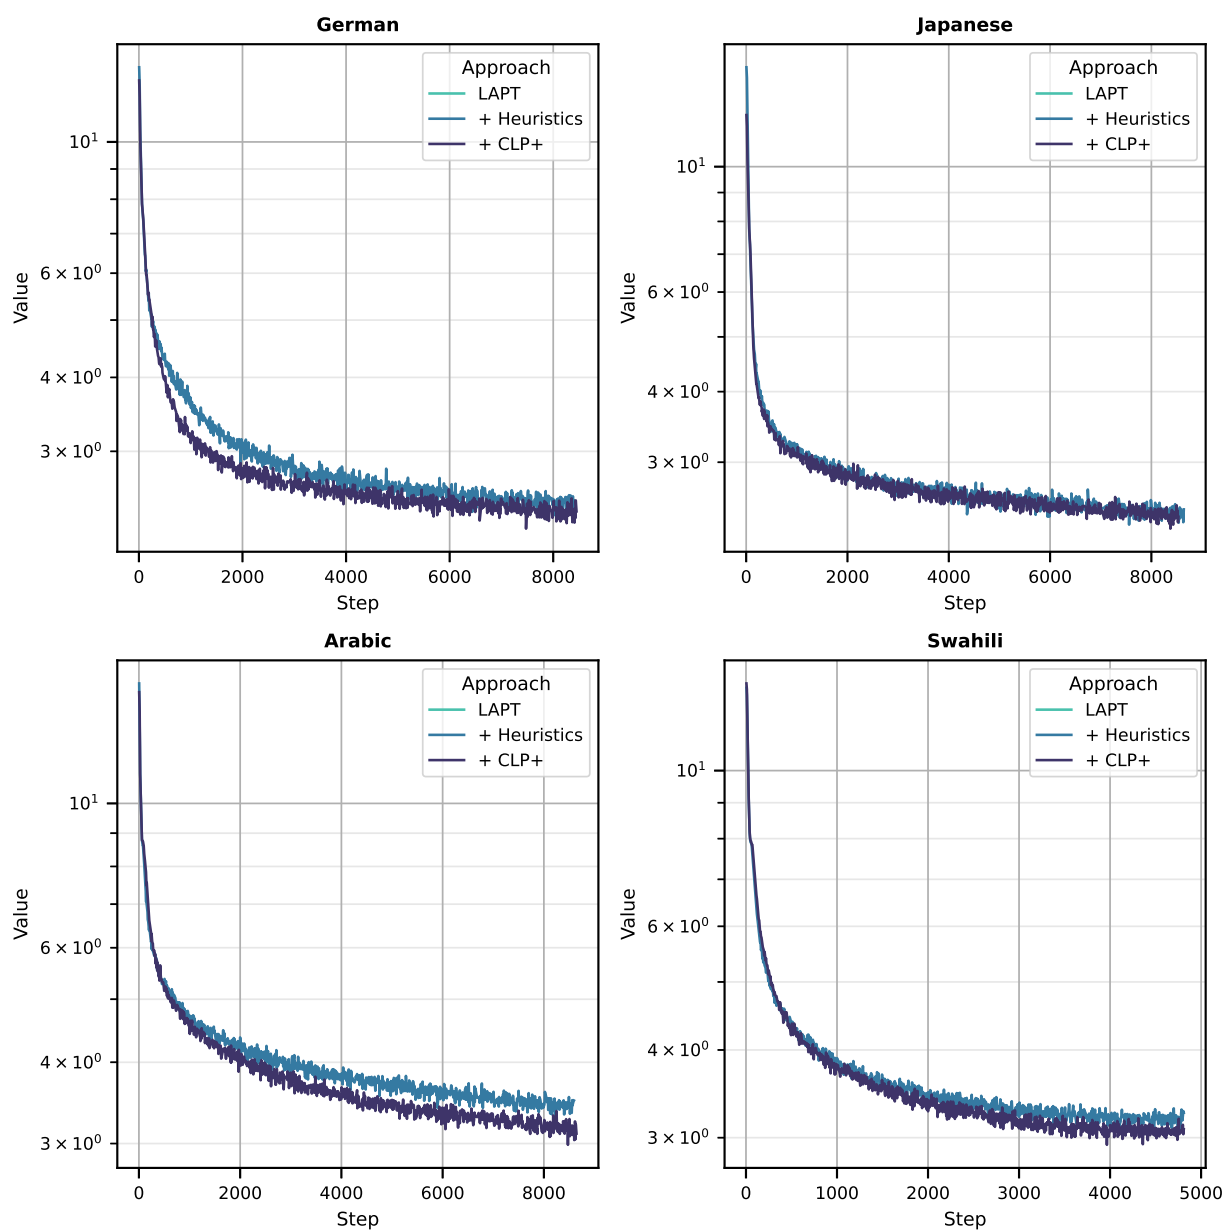 German
Approach
LAPT
+ Heuristics
+ CLP+
10¹
6 × 10⁰
4 × 10⁰
3 × 10⁰
Value
0 2000 4000 6000 8000
Step
Japanese
Approach
LAPT
+ Heuristics
+ CLP+
10¹
6 × 10⁰
4 × 10⁰
3 × 10⁰
Value
0 2000 4000 6000 8000
Step
Arabic
Approach
LAPT
+ Heuristics
+ CLP+
10¹
6 × 10⁰
4 × 10⁰
3 × 10⁰
Value
0 2000 4000 6000 8000
Step
Swahili
Approach
LAPT
+ Heuristics
+ CLP+
10¹
6 × 10⁰
4 × 10⁰
3 × 10⁰
Value
0 1000 2000 3000 4000 5000
Step